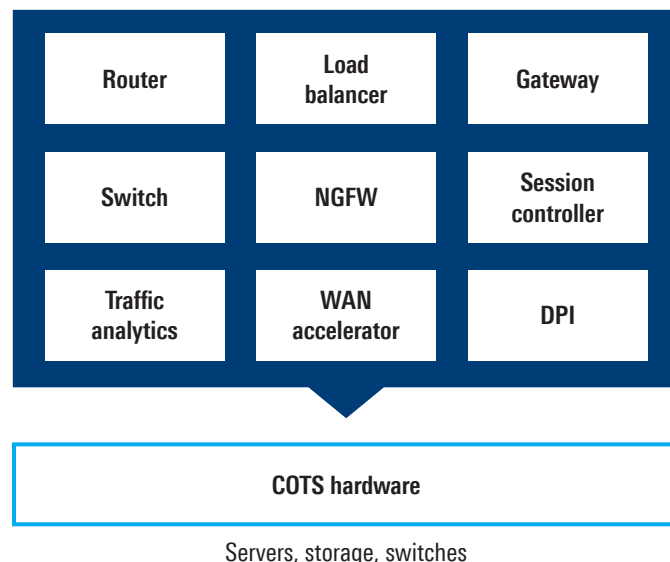 Router
Load
balancer
Gateway
Switch
NGFW
Session
controller
Traffic
analytics
WAN
accelerator
DPI
COTS hardware
Servers, storage, switches